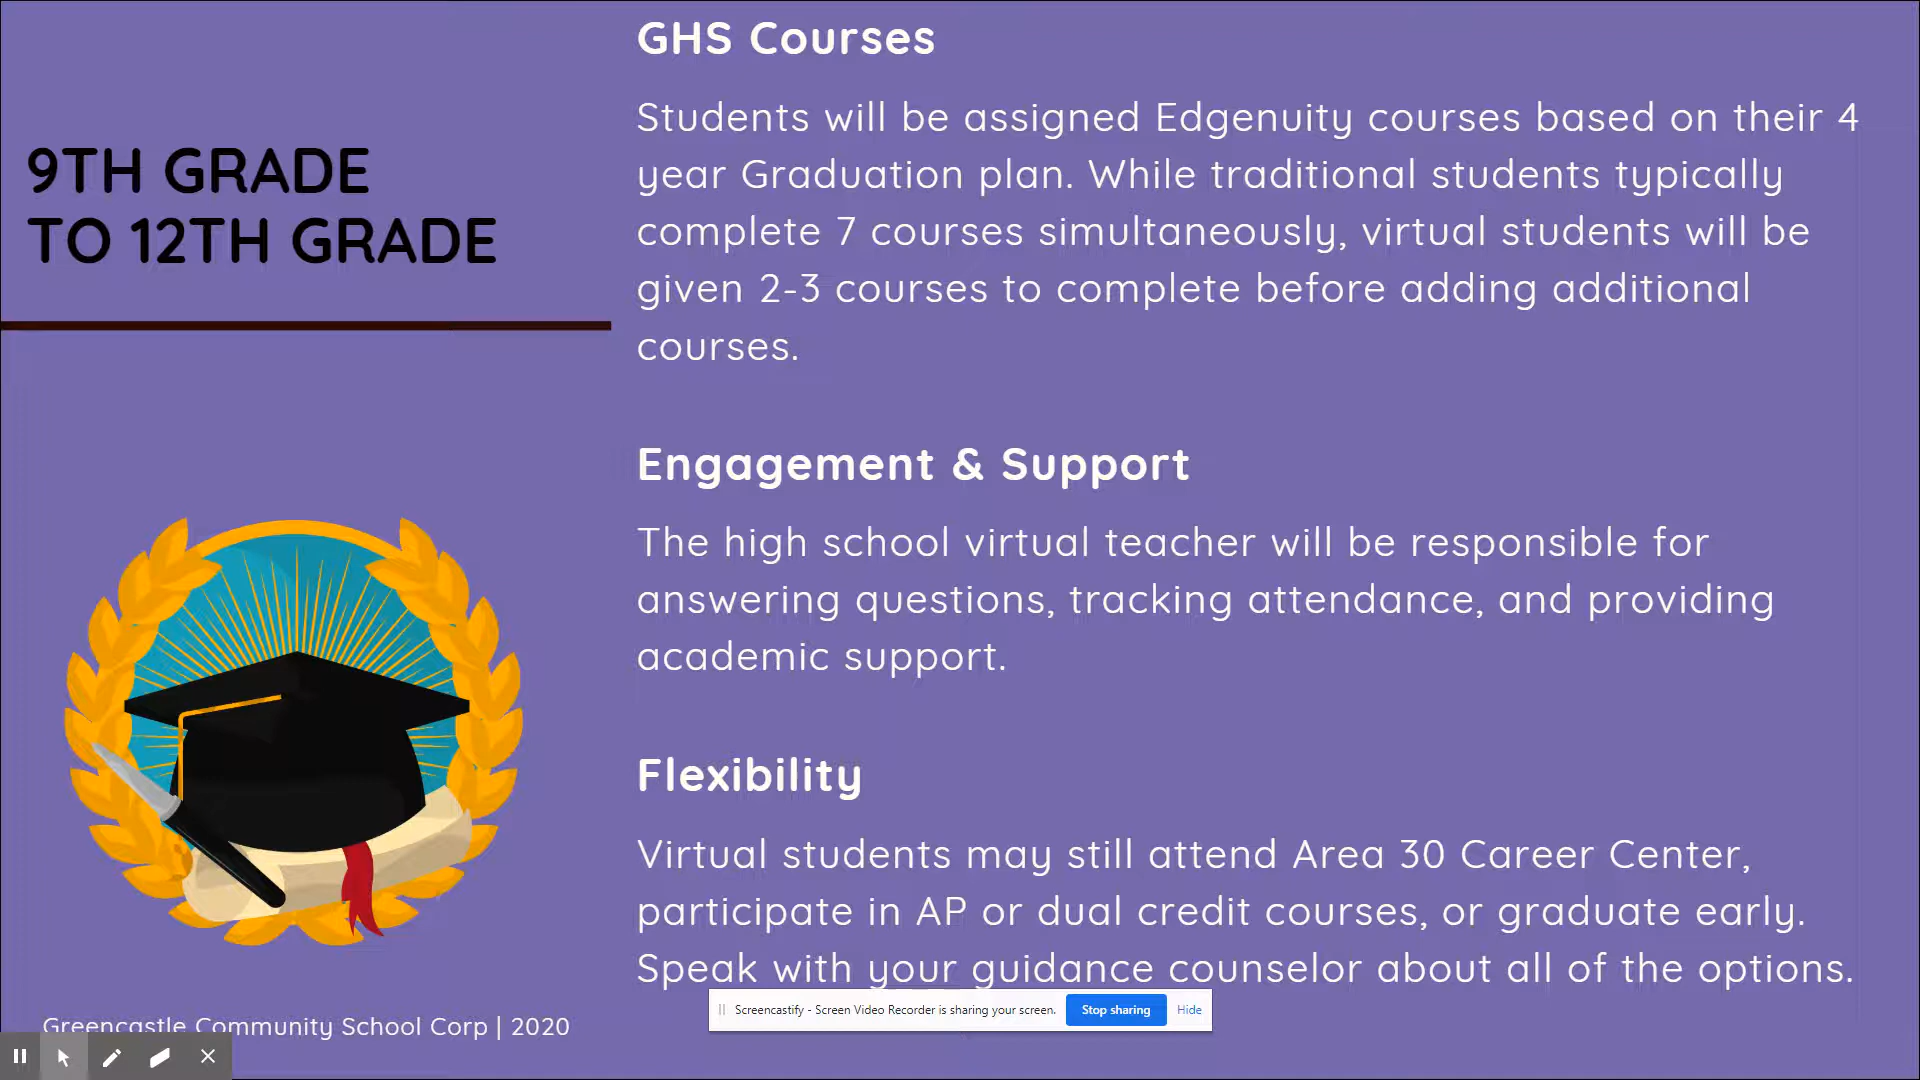 9TH GRADE
TO 12TH GRADE
GHS Courses
Students will be assigned Edgenuity courses based on their 4
year Graduation plan. While traditional students typically
complete 7 courses simultaneously, virtual students will be
given 2-3 courses to complete before adding additional
courses.
Engagement & Support
The high school virtual teacher will be responsible for
answering questions, tracking attendance, and providing
academic support.
Flexibility
Virtual students may still attend Area 30 Career Center,
participate in AP or dual credit courses, or graduate early.
Speak with your guidance counselor about all of the options.
Screencastify - Screen Video Recorder is sharing your screen.
Stop sharing
Hide
Greencastle Community School Corp | 2020